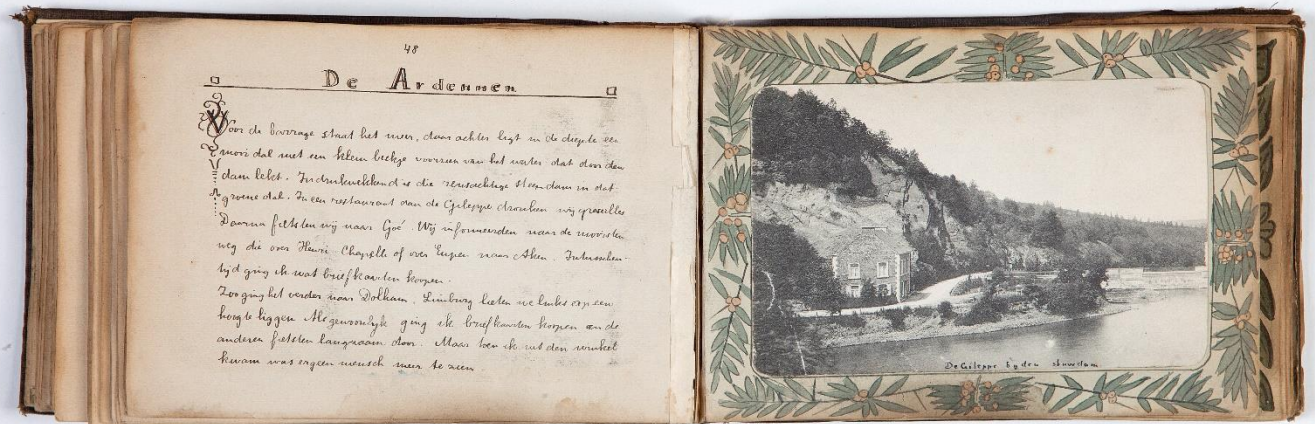 48
De Ardennen
Voor de barrage staat het meer, daar achter ligt in de diepte een
mooi dal met een klein beekje voorzien van het water dat door den
dam lekt. Indrukwekkend is die reusachtige steendam in dat
groene dal. In een restaurant aan de Gileppe dronken wij groseilles
Daarna fietsten wij naar Goé. Wij informeerden naar de mooisten
weg die over Henri Chapelle of over Eupen naar Aken. Intusschen-
tijd ging ik wat briefkaarten koopen.
Zoo ging het verder naar Dolhain. Limburg lieten we links op een
hoogte liggen. Als gewoonlijk ging ik briefkaarten koopen en de
anderen fietsten langzaam door. Maar toen ik uit den winkel
kwam was er geen mensch meer te zien
De Gileppe bij den stuwdam